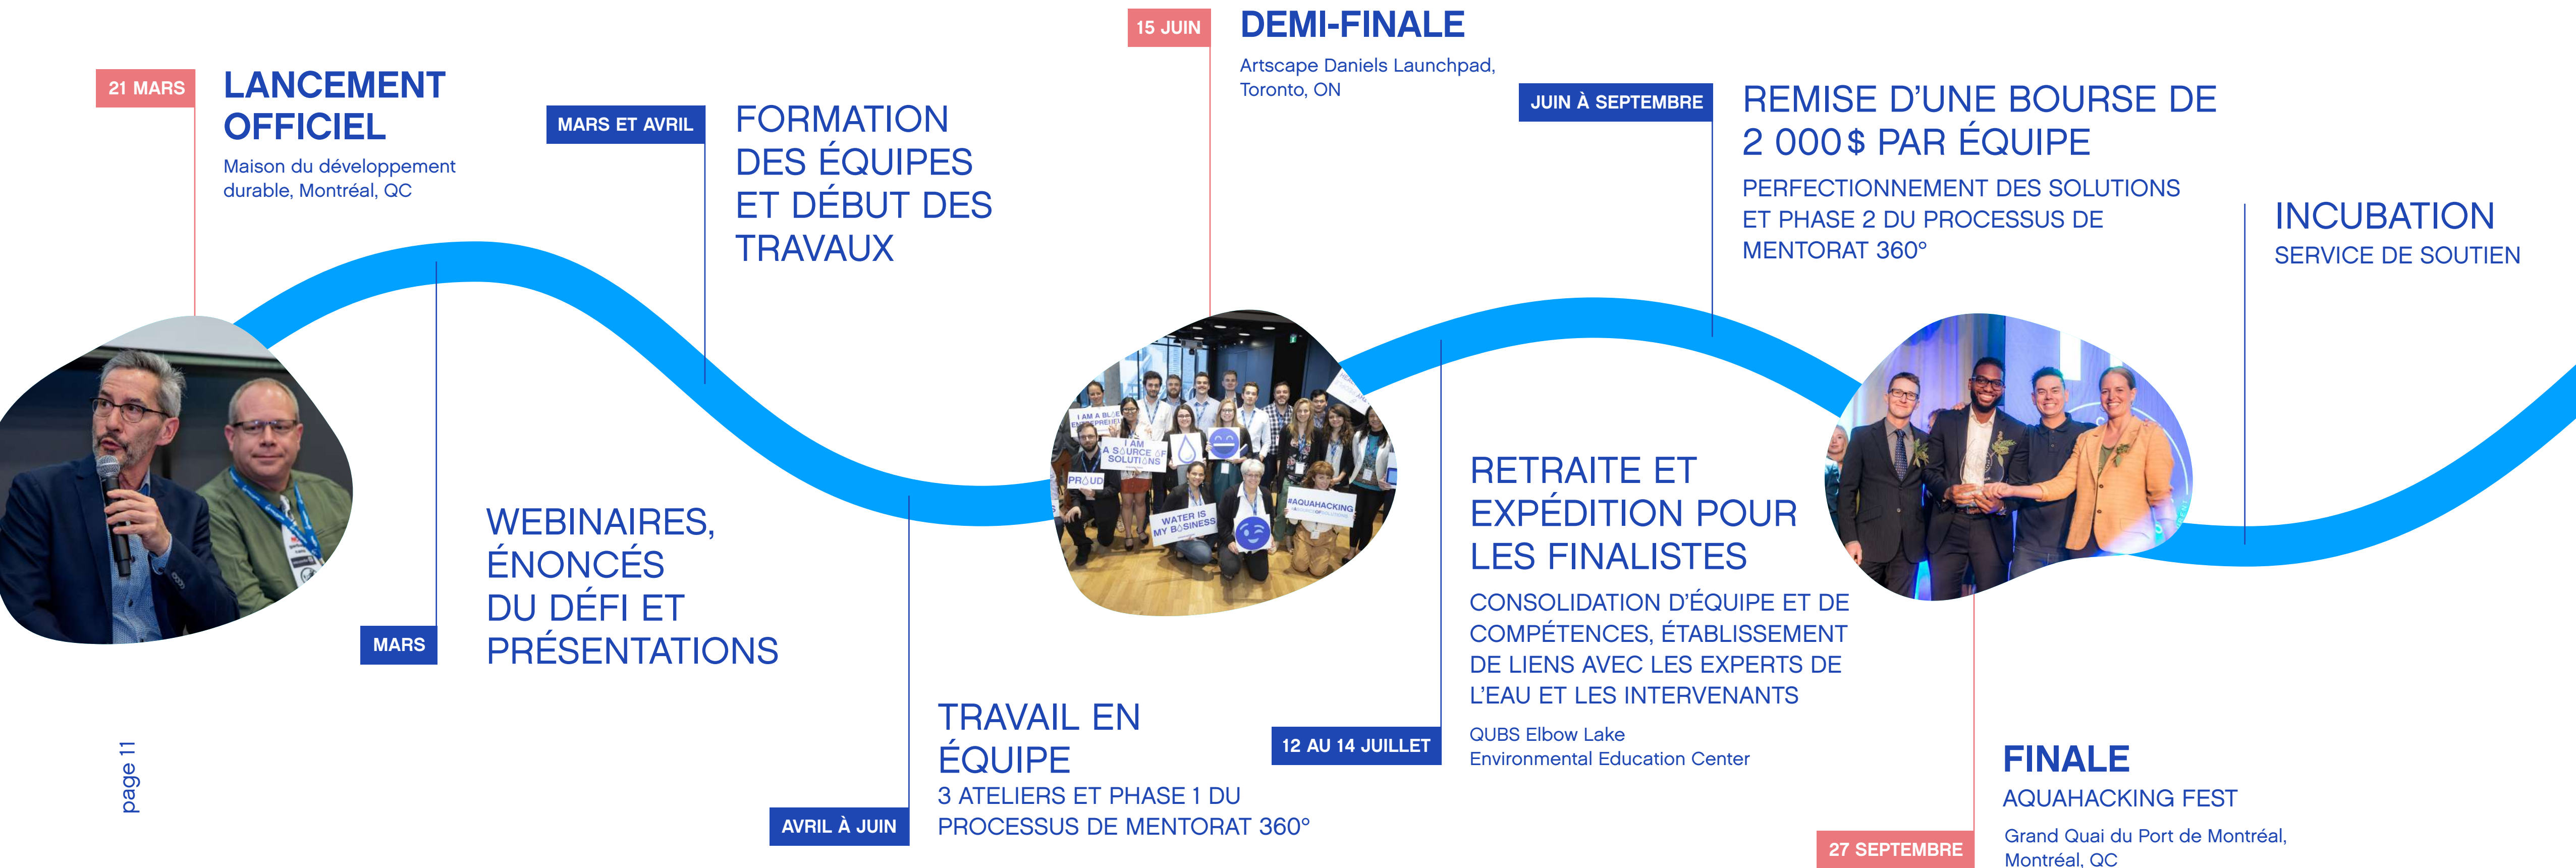 21 MARS
LANCEMENT
OFFICIEL
Maison du développement
durable, Montréal, QC
MARS
WEBINAIRES,
ÉNONCÉS
DU DÉFI ET
PRÉSENTATIONS
MARS ET AVRIL
FORMATION
DES ÉQUIPES
ET DÉBUT DES
TRAVAUX
AVRIL À JUIN
TRAVAIL EN
ÉQUIPE
3 ATELIERS ET PHASE 1 DU
PROCESSUS DE MENTORAT 360°
15 JUIN
DEMI-FINALE
Artscape Daniels Launchpad,
Toronto, ON
I AM A BLUE
I AM
A SOURCE OF
SOLUTIONS
PROUD
WATER IS
MY BUSINESS
#AQUAHACKING
12 AU 14 JUILLET
RETRAITE ET
EXPÉDITION POUR
LES FINALISTES
CONSOLIDATION D'ÉQUIPE ET DE
COMPÉTENCES, ÉTABLISSEMENT
DE LIENS AVEC LES EXPERTS DE
L'EAU ET LES INTERVENANTS
QUBS Elbow Lake
Environmental Education Center
JUIN À SEPTEMBRE
REMISE D'UNE BOURSE DE
2 000 $ PAR ÉQUIPE
PERFECTIONNEMENT DES SOLUTIONS
ET PHASE 2 DU PROCESSUS DE
MENTORAT 360°
27 SEPTEMBRE
FINALE
AQUAHACKING FEST
Grand Quai du Port de Montréal,
Montréal, QC
INCUBATION
SERVICE DE SOUTIEN
page 11